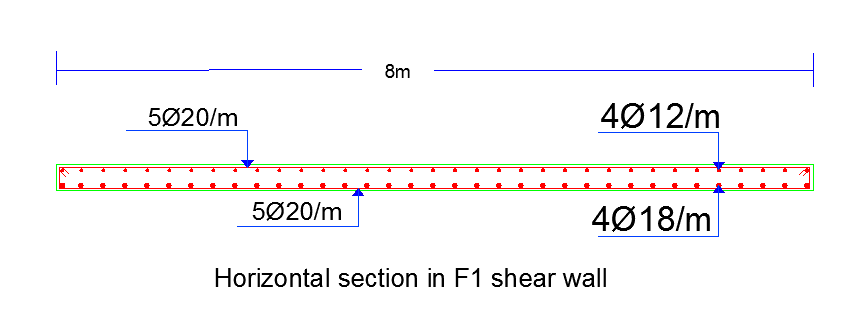 8m
5Ø20/m
4Ø12/m
5Ø20/m
4Ø18/m
Horizontal section in F1 shear wall